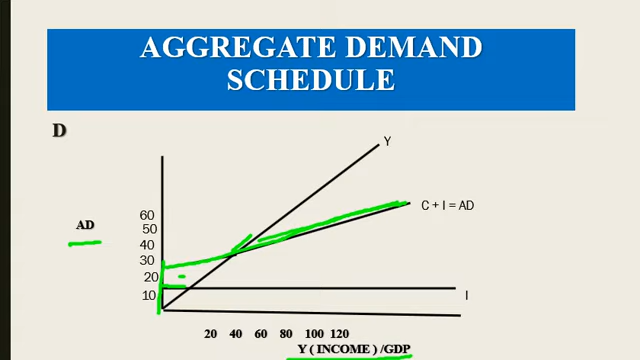 AGGREGATE DEMAND
SCHEDULE
D
Y
C + I = AD
AD
60
50
40
30
20
10
I
20 40 60 80 100 120
Y ( INCOME ) /GDP